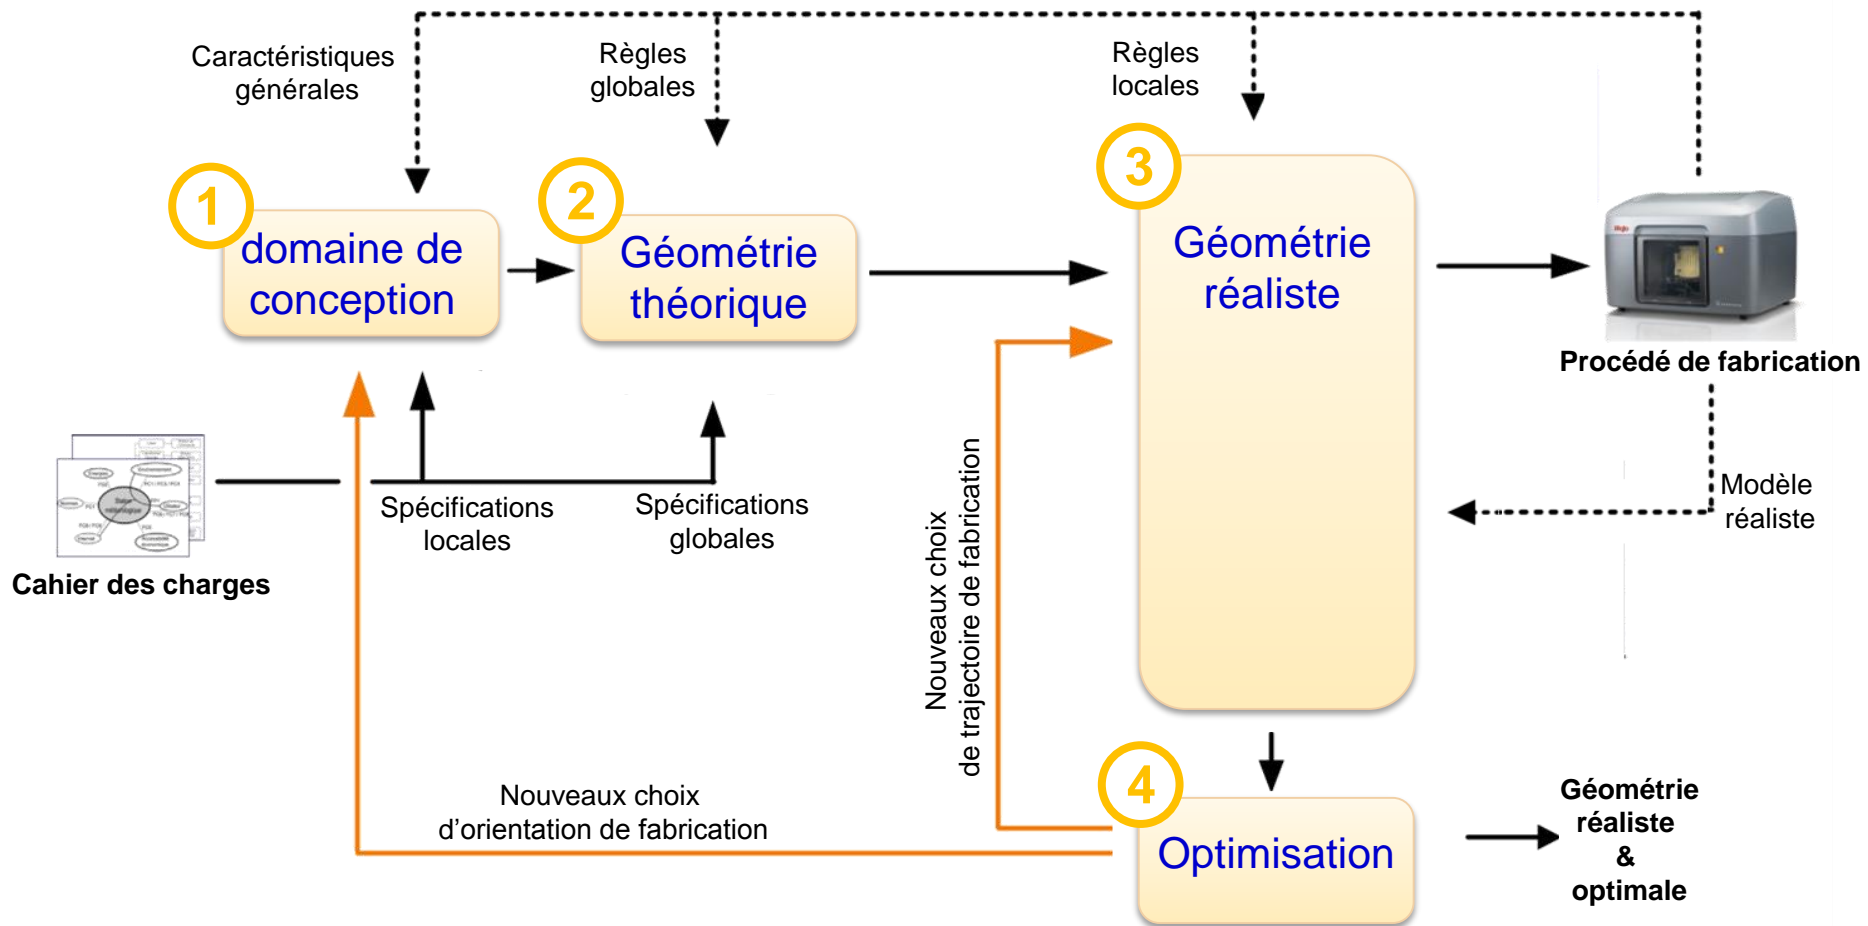 Caractéristiques
générales
Règles
globales
Règles
locales
1
domaine de
conception
2
Géométrie
théorique
3
Géométrie
réaliste
Procédé de fabrication
Modèle
réaliste
Cahier des charges
Spécifications
locales
Spécifications
globales
Nouveaux choix
de trajectoire de fabrication
Nouveaux choix
d'orientation de fabrication
4
Optimisation
Géométrie
réaliste
&
optimale